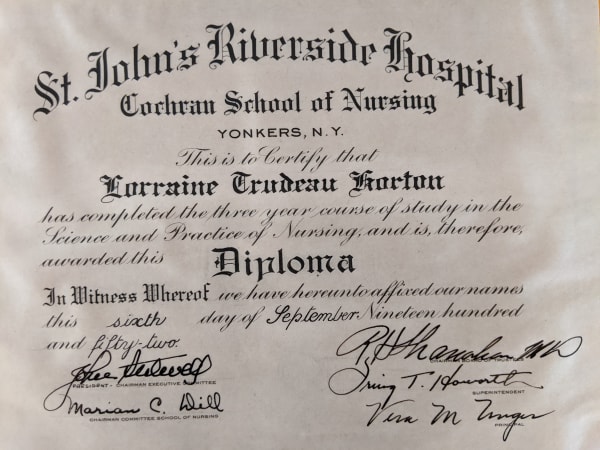 St. John's Riverside Hospital
Cochran School of Nursing
YONKERS, N.Y.
This is to Certify that
Lorraine Trudeau Horton
has completed the three year course of study in the
Science and Practice of Nursing, and is, therefore,
awarded this Diploma
In Witness Whereof we have hereunto affixed our names
this sixth day of September Nineteen hundred
and fifty-two.
PRESIDENT - CHAIRMAN EXECUTIVE COMMITTEE
Irving T. Howorth
SUPERINTENDENT
Marian C. Dill
CHAIRMAN COMMITTEE SCHOOL OF NURSING
Vera M
PRINCIPAL